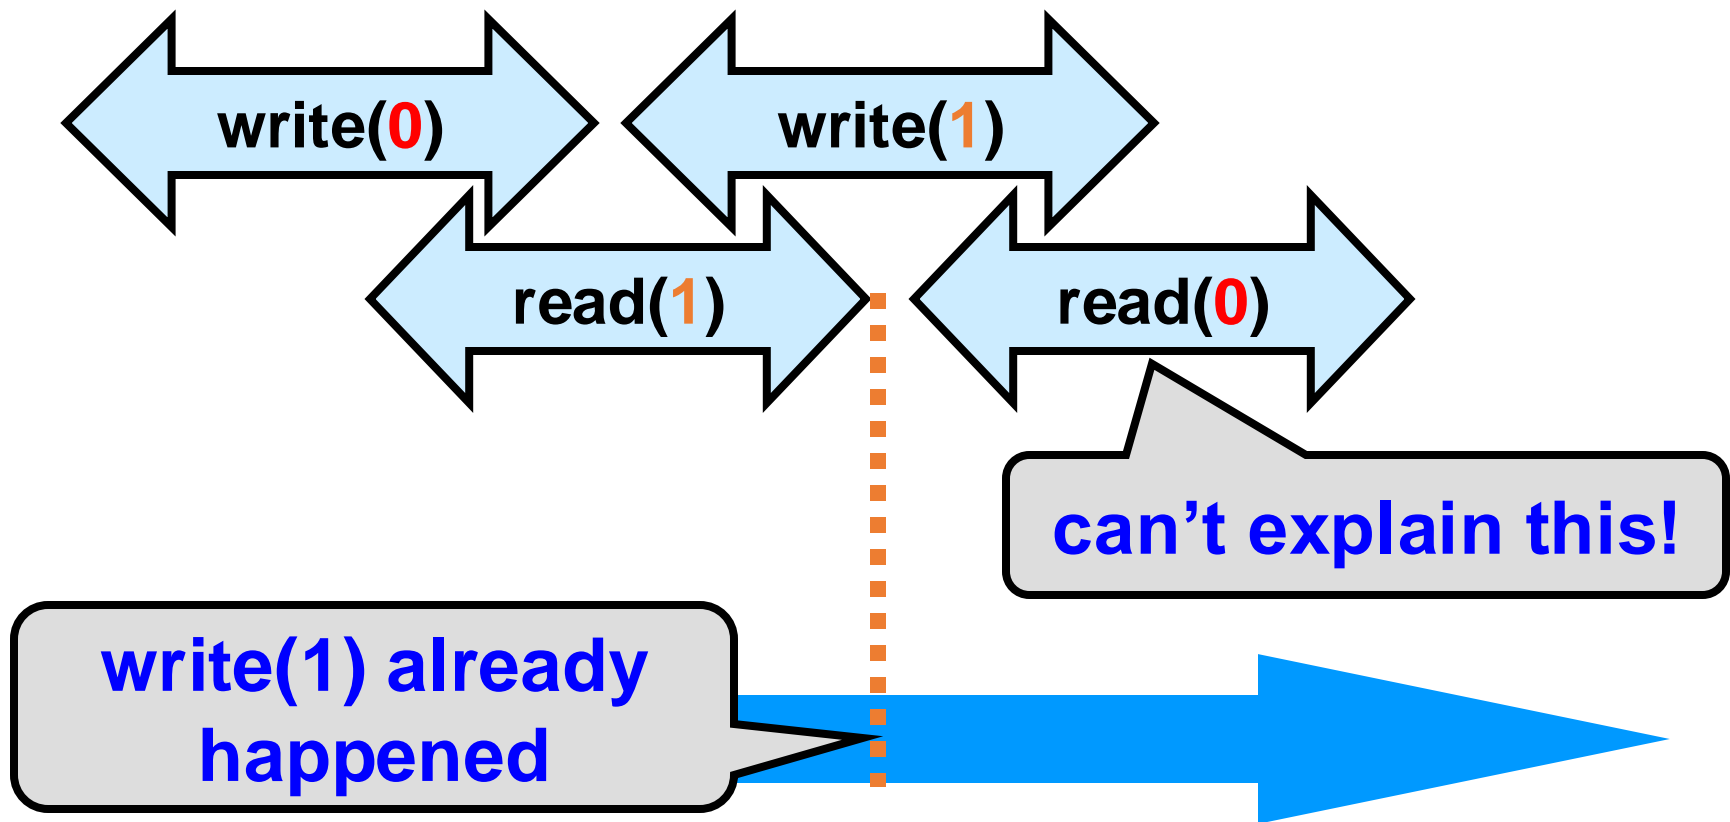 write(0)
write(1)
read(1)
read(0)
can’t explain this!
write(1) already
happened